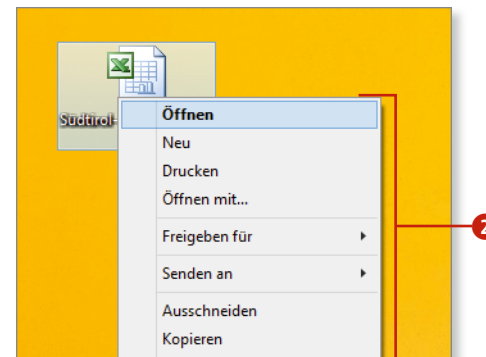 Südtirol-
Öffnen
Neu
Drucken
Öffnen mit...
Freigeben für
Senden an
Ausschneiden
Kopieren
2